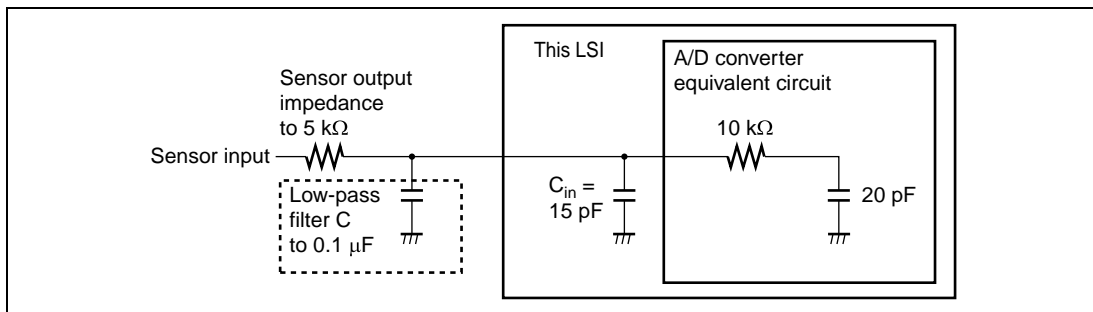 This LSI
A/D converter
equivalent circuit
Sensor output
impedance
to 5 kΩ
10 kΩ
Sensor input
Low-pass
filter C
to 0.1 μF
Cin =
15 pF
20 pF